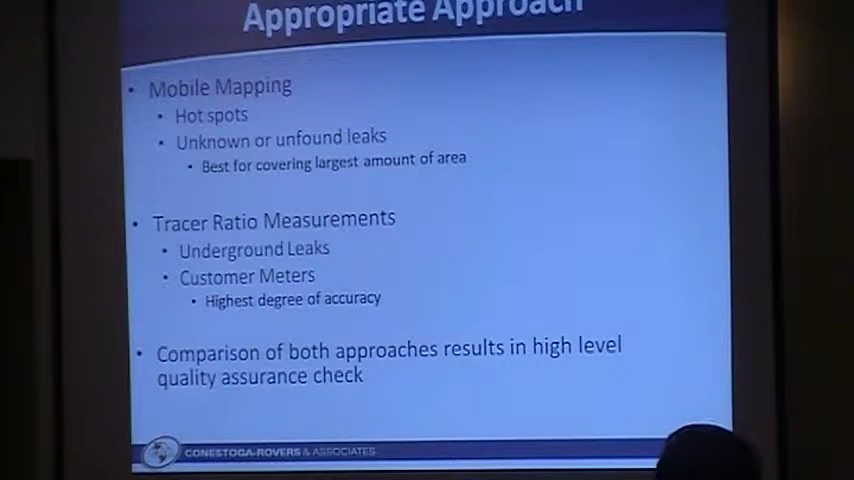 Appropriate Approach
• Mobile Mapping
• Hot spots
• Unknown or unfound leaks
• Best for covering largest amount of area
• Tracer Ratio Measurements
• Underground Leaks
• Customer Meters
• Highest degree of accuracy
• Comparison of both approaches results in high level
quality assurance check
CONESTOGA-ROVERS & ASSOCIATES